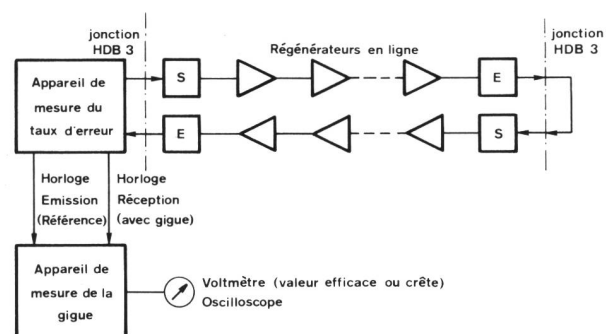 jonction
HDB 3
Régénérateurs en ligne
jonction
HDB 3
Appareil de
mesure du
taux d'erreur
S
E
E
S
Horloge
Emission
(Référence)
Horloge
Réception
(avec gigue)
Appareil de
mesure de la
gigue
Voltmètre (valeur efficace ou crête)
Oscilloscope